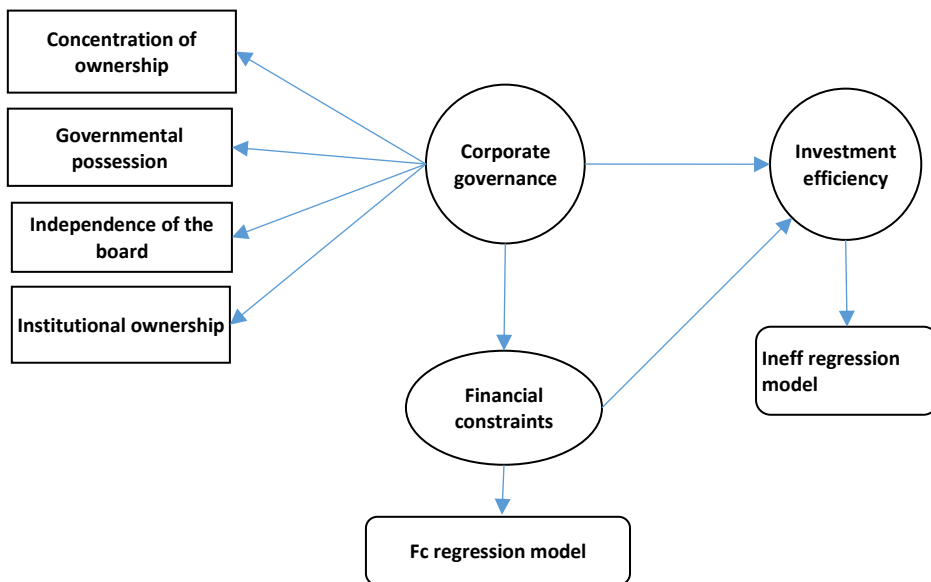 Concentration of
ownership
Governmental
possession
Independence of the
board
Institutional ownership
Corporate
governance
Investment
efficiency
Financial
constraints
Ineff regression
model
Fc regression model